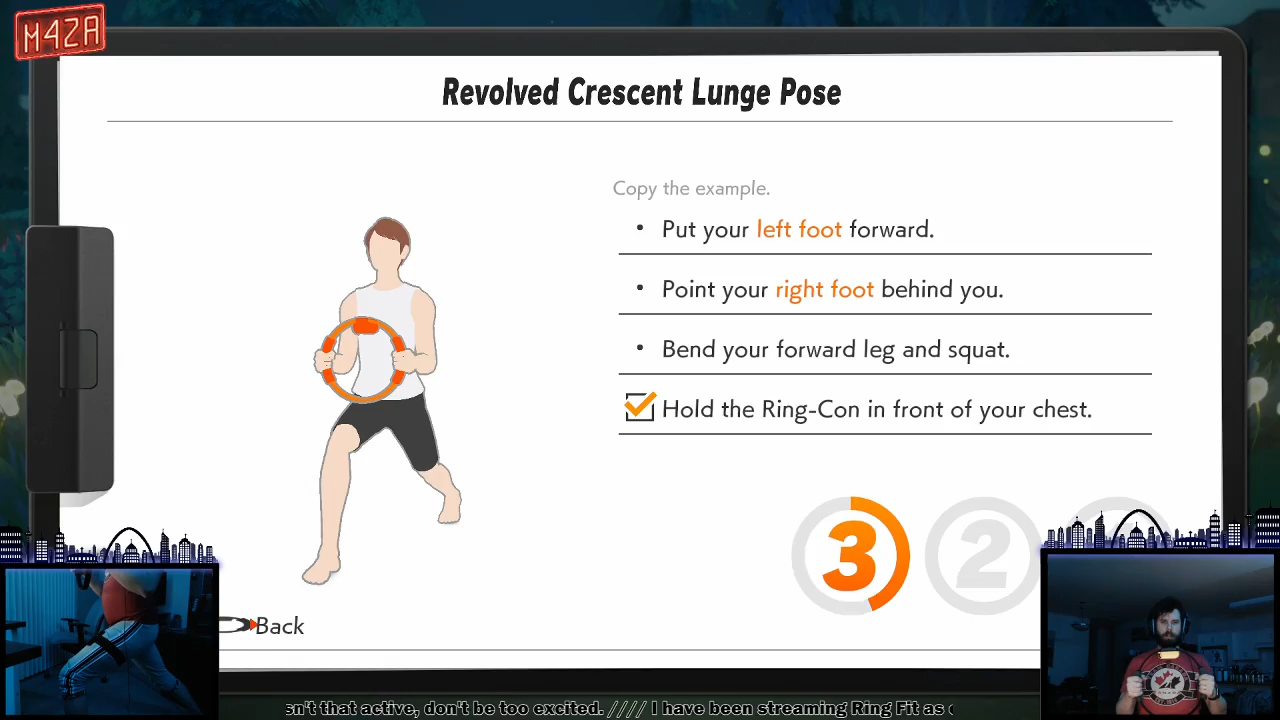 M4ZA
Revolved Crescent Lunge Pose
Copy the example.
• Put your left foot forward.
• Point your right foot behind you.
• Bend your forward leg and squat.
Hold the Ring-Con in front of your chest.
3 2
Back
sn't that active, don't be too excited. //// I have been streaming Ring Fit as